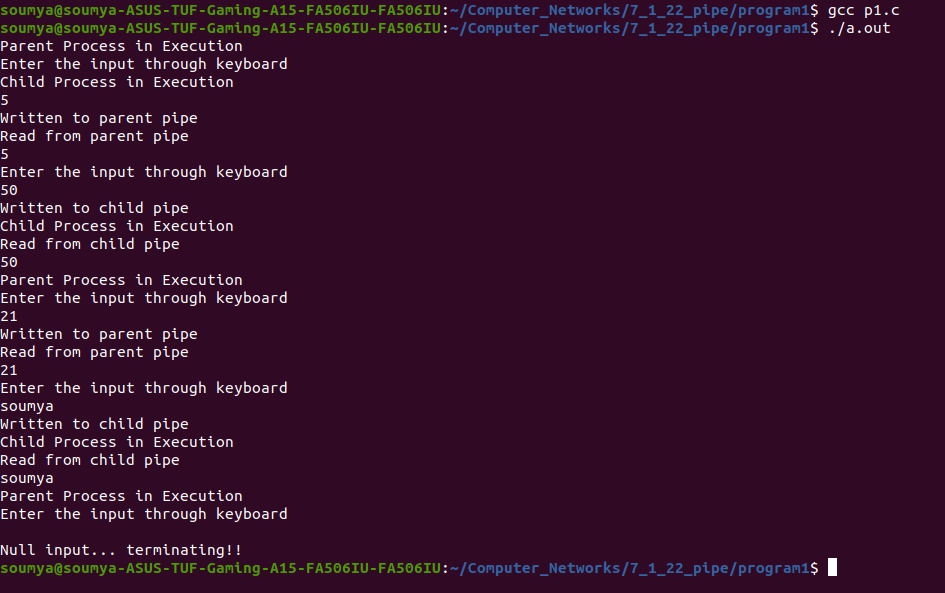 soumya@soumya-ASUS-TUF-Gaming-A15-FA506IU-FA506IU:~/Computer_Networks/7_1_22_pipe/program1$ gcc p1.c
soumya@soumya-ASUS-TUF-Gaming-A15-FA506IU-FA506IU:~/Computer_Networks/7_1_22_pipe/program1$ ./a.out
Parent Process in Execution
Enter the input through keyboard
Child Process in Execution
5
Written to parent pipe
Read from parent pipe
5
Enter the input through keyboard
50
Written to child pipe
Child Process in Execution
Read from child pipe
50
Parent Process in Execution
Enter the input through keyboard
21
Written to parent pipe
Read from parent pipe
21
Enter the input through keyboard
soumya
Written to child pipe
Child Process in Execution
Read from child pipe
soumya
Parent Process in Execution
Enter the input through keyboard

Null input... terminating!!
soumya@soumya-ASUS-TUF-Gaming-A15-FA506IU-FA506IU:~/Computer_Networks/7_1_22_pipe/program1$